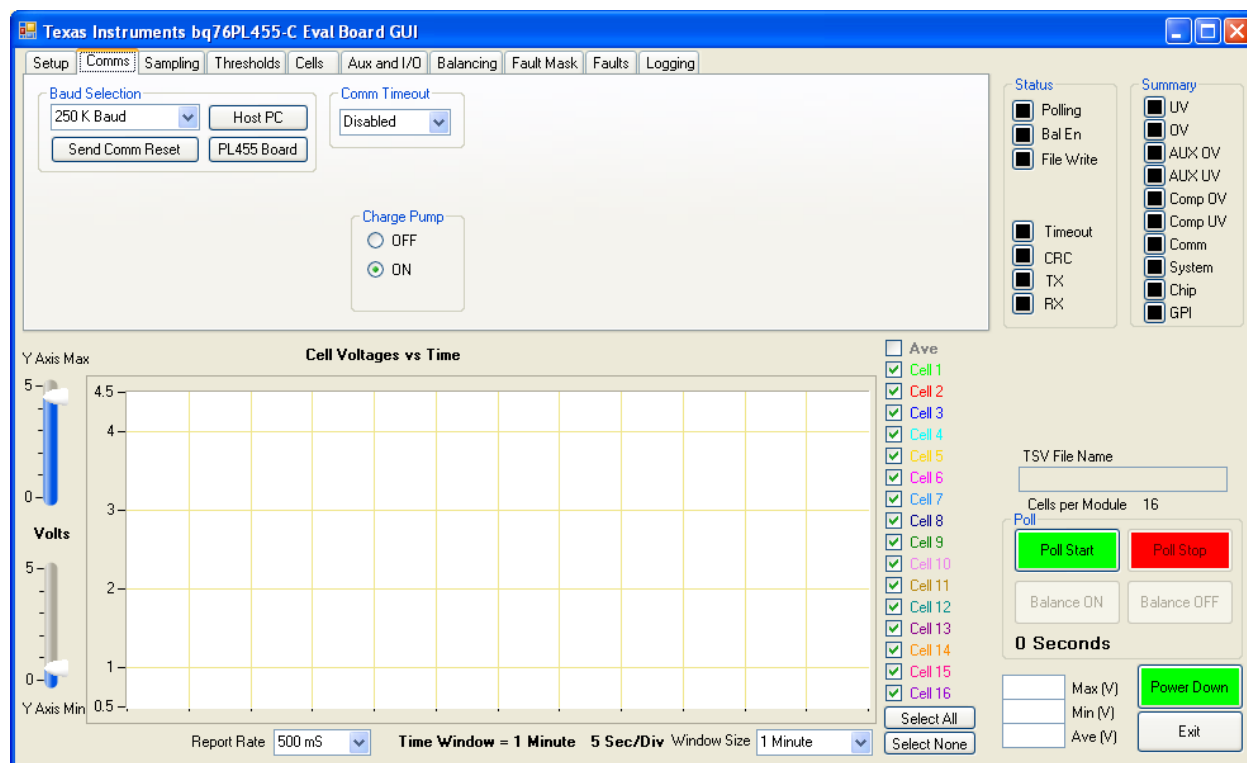 Texas Instruments bq76PL455-C Eval Board GUI
Setup Comms Sampling Thresholds Cells Aux and I/O Balancing Fault Mask Faults Logging
Baud Selection
250 K Baud
Host PC
Send Comm Reset
PL455 Board
Comm Timeout
Disabled
Charge Pump
OFF
ON
Status
Polling
Bal En
File Write
Timeout
CRC
TX
RX
Summary
UV
OV
AUX OV
AUX UV
Comp OV
Comp UV
Comm
System
Chip
GPI
Y Axis Max
5
0
Volts
5
0
Y Axis Min
Cell Voltages vs Time
4.5
4
3
2
1
0.5
Ave
Cell 1
Cell 2
Cell 3
Cell 4
Cell 5
Cell 6
Cell 7
Cell 8
Cell 9
Cell 10
Cell 11
Cell 12
Cell 13
Cell 14
Cell 15
Cell 16
Select All
Select None
Report Rate 500 mS
Time Window = 1 Minute 5 Sec/Div
Window Size 1 Minute
TSV File Name
Cells per Module 16
Poll
Poll Start
Poll Stop
Balance ON
Balance OFF
0 Seconds
Max (V)
Min (V)
Ave (V)
Power Down
Exit